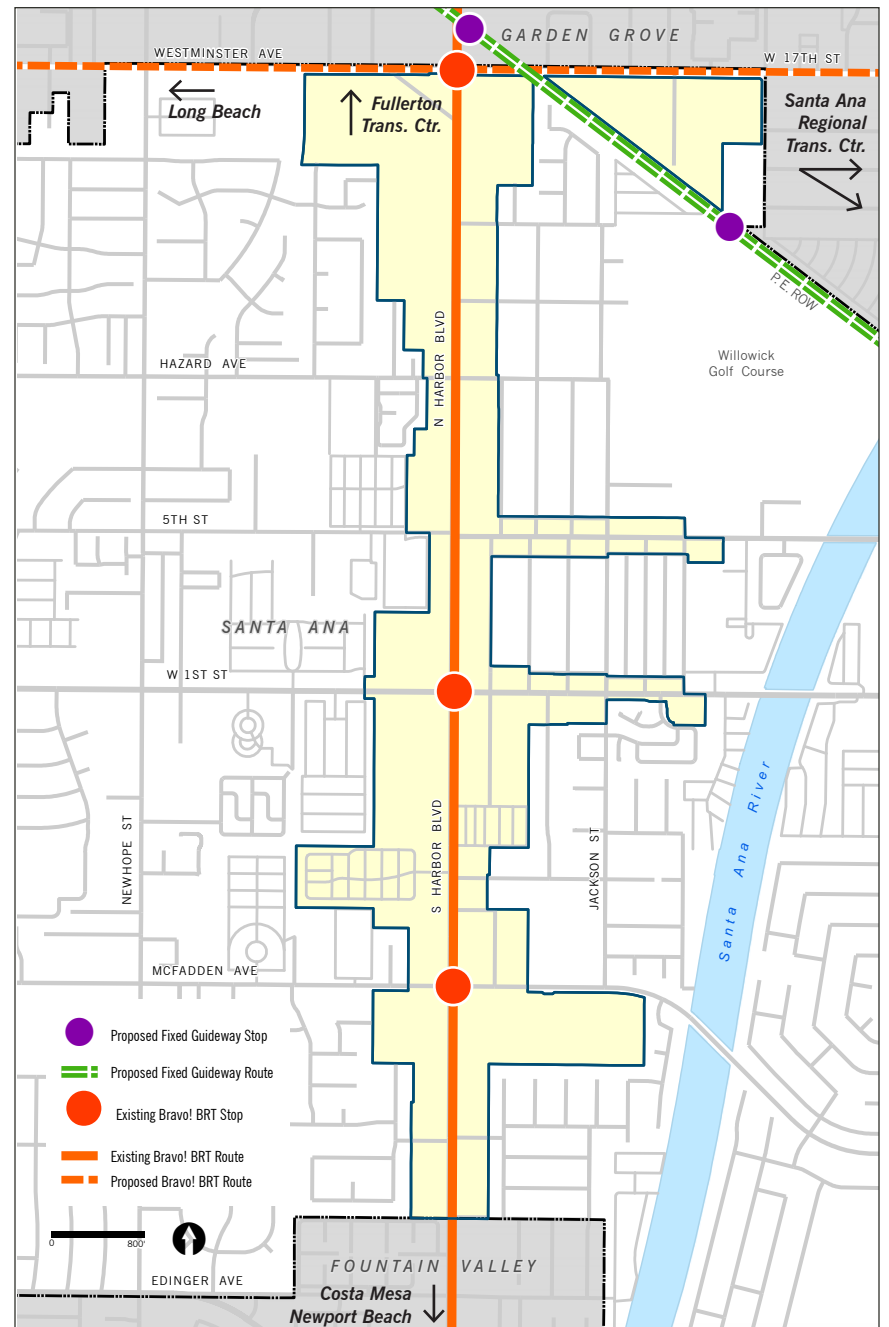 GARDEN GROVE
WESTMINSTER AVE
W 17TH ST
Long Beach
Fullerton
Trans. Ctr.
Santa Ana
Regional
Trans. Ctr.
P.E. ROW
N HARBOR BLVD
HAZARD AVE
Willowick
Golf Course
5TH ST
SANTA ANA
W 1ST ST
NEWHOPE ST
S HARBOR BLVD
JACKSON ST
Santa Ana River
MCFADDEN AVE
Proposed Fixed Guideway Stop
Proposed Fixed Guideway Route
Existing Bravo! BRT Stop
Existing Bravo! BRT Route
Proposed Bravo! BRT Route
0 800'
EDINGER AVE
FOUNTAIN VALLEY
Costa Mesa
Newport Beach